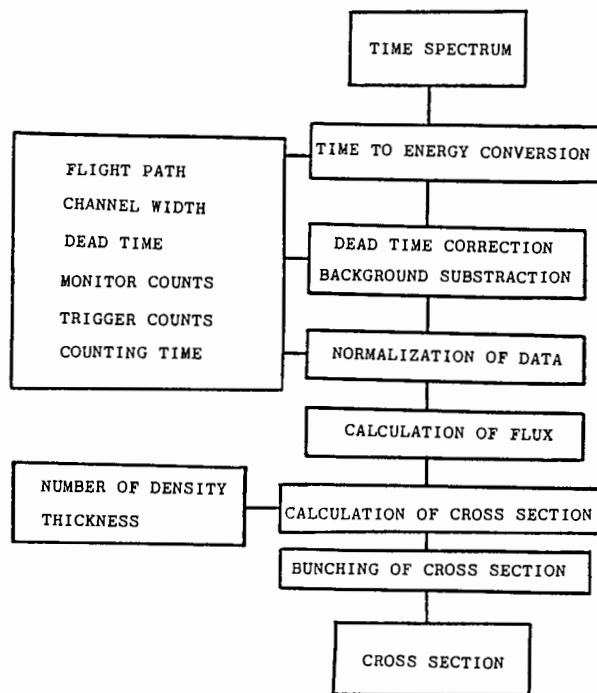 TIME SPECTRUM
TIME TO ENERGY CONVERSION
FLIGHT PATH
CHANNEL WIDTH
DEAD TIME
MONITOR COUNTS
TRIGGER COUNTS
COUNTING TIME
DEAD TIME CORRECTION
BACKGROUND SUBSTRACTION
NORMALIZATION OF DATA
CALCULATION OF FLUX
NUMBER OF DENSITY
THICKNESS
CALCULATION OF CROSS SECTION
BUNCHING OF CROSS SECTION
CROSS SECTION